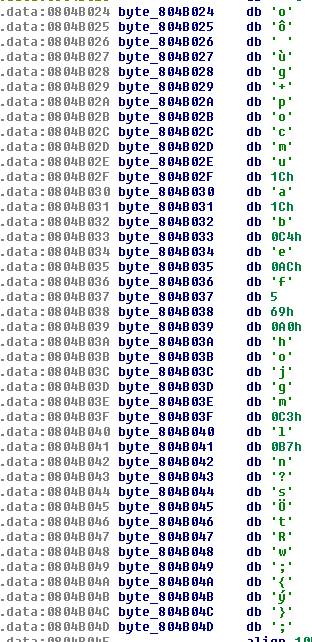 .data:0804B024 byte_804B024 db 'o'
.data:0804B025 byte_804B025 db 'Ô'
.data:0804B026 byte_804B026 db ' '
.data:0804B027 byte_804B027 db 'ù'
.data:0804B028 byte_804B028 db 'g'
.data:0804B029 byte_804B029 db '+'
.data:0804B02A byte_804B02A db 'p'
.data:0804B02B byte_804B02B db 'o'
.data:0804B02C byte_804B02C db 'c'
.data:0804B02D byte_804B02D db 'm'
.data:0804B02E byte_804B02E db 'u'
.data:0804B02F byte_804B02F db 1Ch
.data:0804B030 byte_804B030 db 'a'
.data:0804B031 byte_804B031 db 1Ch
.data:0804B032 byte_804B032 db 'b'
.data:0804B033 byte_804B033 db 0C4h
.data:0804B034 byte_804B034 db 'e'
.data:0804B035 byte_804B035 db 0ACh
.data:0804B036 byte_804B036 db 'f'
.data:0804B037 byte_804B037 db 5
.data:0804B038 byte_804B038 db 69h
.data:0804B039 byte_804B039 db 0A0h
.data:0804B03A byte_804B03A db 'h'
.data:0804B03B byte_804B03B db 'o'
.data:0804B03C byte_804B03C db 'j'
.data:0804B03D byte_804B03D db 'g'
.data:0804B03E byte_804B03E db 'm'
.data:0804B03F byte_804B03F db 0C3h
.data:0804B040 byte_804B040 db 'l'
.data:0804B041 byte_804B041 db 0B7h
.data:0804B042 byte_804B042 db 'n'
.data:0804B043 byte_804B043 db '?'
.data:0804B044 byte_804B044 db 's'
.data:0804B045 byte_804B045 db 'Ö'
.data:0804B046 byte_804B046 db 't'
.data:0804B047 byte_804B047 db 'R'
.data:0804B048 byte_804B048 db 'w'
.data:0804B049 byte_804B049 db ';'
.data:0804B04A byte_804B04A db '{'
.data:0804B04B byte_804B04B db 'ý'
.data:0804B04C byte_804B04C db '}'
.data:0804B04D byte_804B04D db ';'